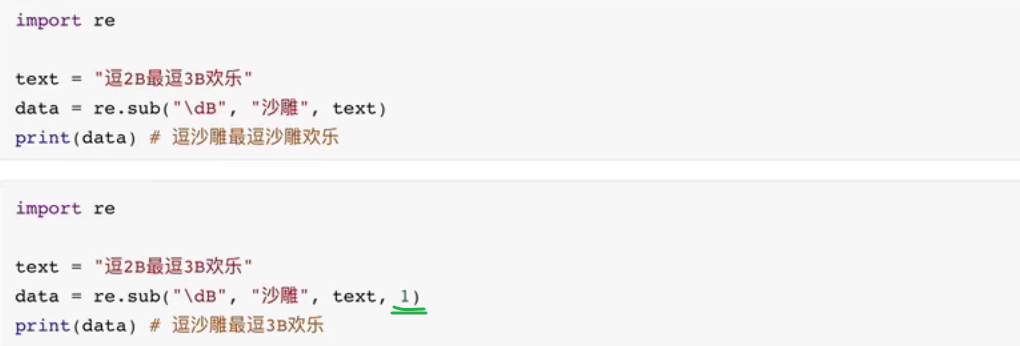 import re
text = "逗2B最逗3B欢乐"
data = re.sub("\dB", "沙雕", text)
print(data) # 逗沙雕最逗沙雕欢乐
import re
text = "逗2B最逗3B欢乐"
data = re.sub("\dB", "沙雕", text, 1)
print(data) # 逗沙雕最逗3B欢乐